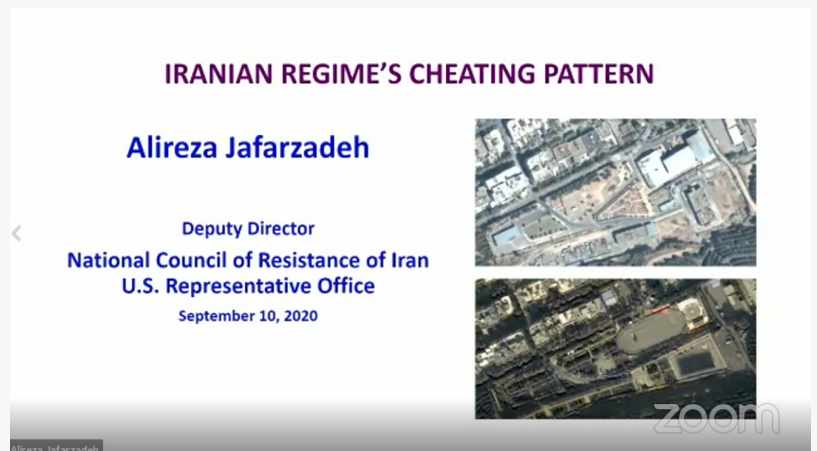 IRANIAN REGIME'S CHEATING PATTERN
Alireza Jafarzadeh
Deputy Director
National Council of Resistance of Iran
U.S. Representative Office
September 10, 2020
zoom
Alireza Jafarzadeh